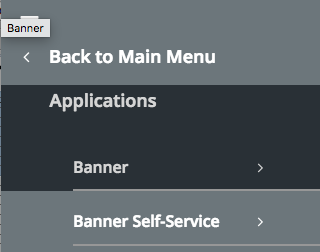 Banner
Back to Main Menu
Applications
Banner
Banner Self-Service